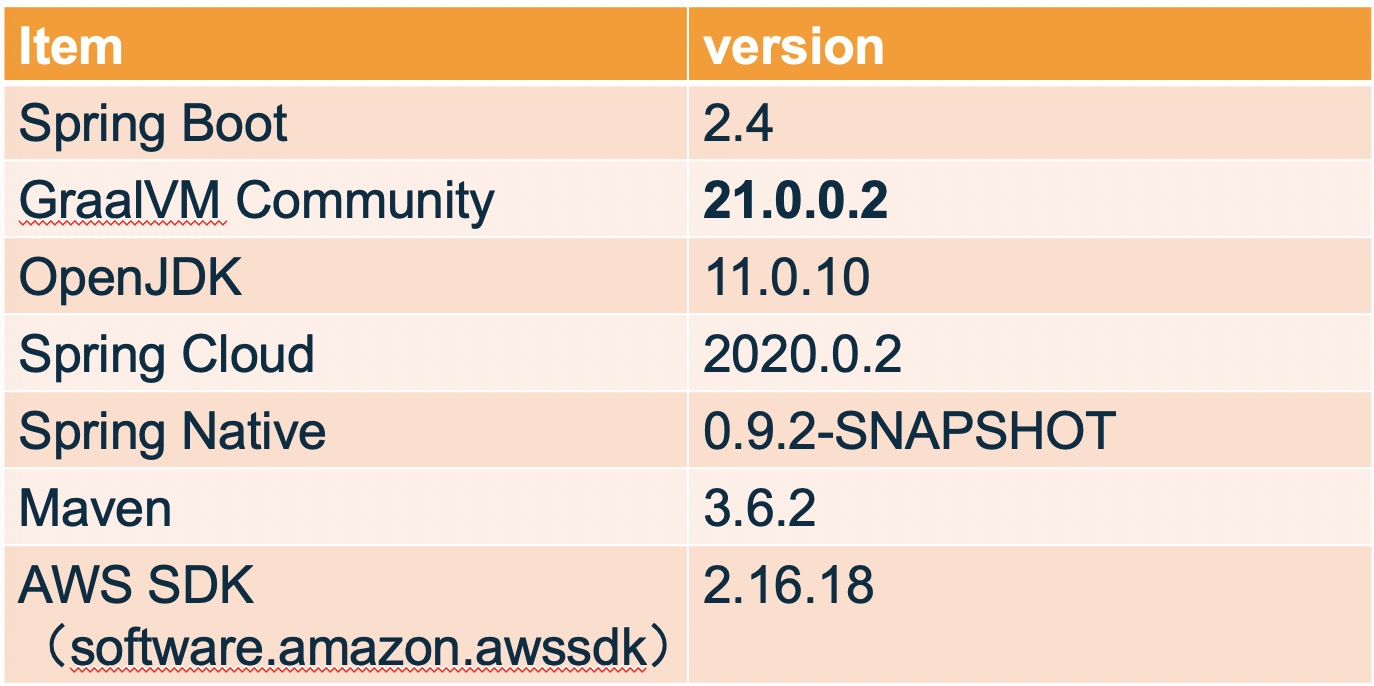 Item version
Spring Boot 2.4
GraalVM Community 21.0.0.2
OpenJDK 11.0.10
Spring Cloud 2020.0.2
Spring Native 0.9.2-SNAPSHOT
Maven 3.6.2
AWS SDK 2.16.18
（software.amazon.awssdk）